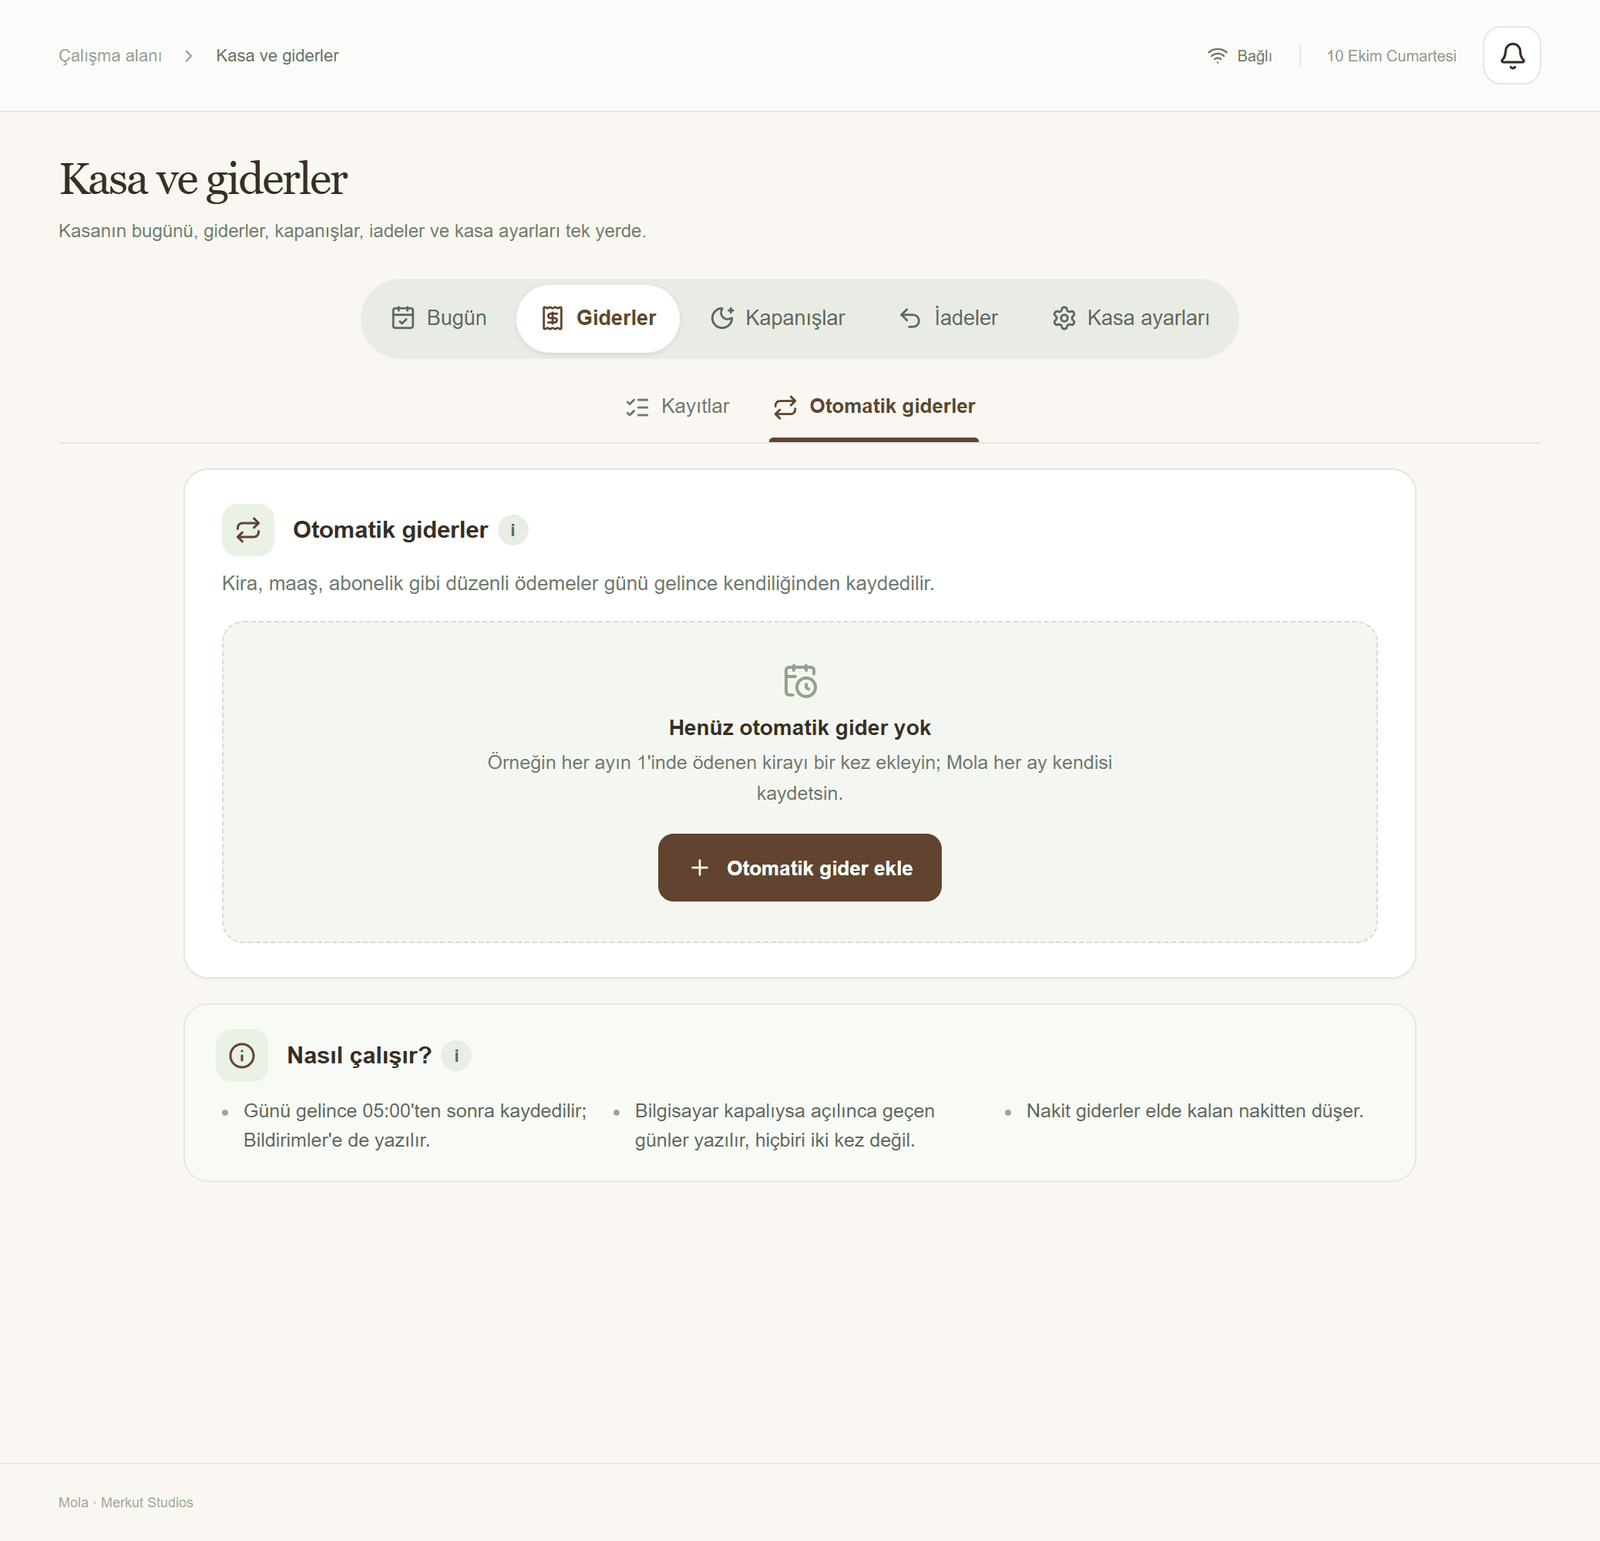 Çalışma alanı
Kasa ve giderler
Bağlı
10 Ekim Cumartesi
Kasa ve giderler
Kasanın bugünü, giderler, kapanışlar, iadeler ve kasa ayarları tek yerde.
Bugün
Giderler
Kapanışlar
İadeler
Kasa ayarları
Kayıtlar
Otomatik giderler
Otomatik giderler
i
Kira, maaş, abonelik gibi düzenli ödemeler günü gelince kendiliğinden kaydedilir.
Henüz otomatik gider yok
Örneğin her ayın 1'inde ödenen kirayı bir kez ekleyin; Mola her ay kendisi
kaydetsin.
Otomatik gider ekle
Nasıl çalışır?
i
Günü gelince 05:00'ten sonra kaydedilir;
Bildirimler'e de yazılır.
Bilgisayar kapalıysa açılınca geçen
günler yazılır, hiçbiri iki kez değil.
Nakit giderler elde kalan nakitten düşer.
Mola · Merkut Studios